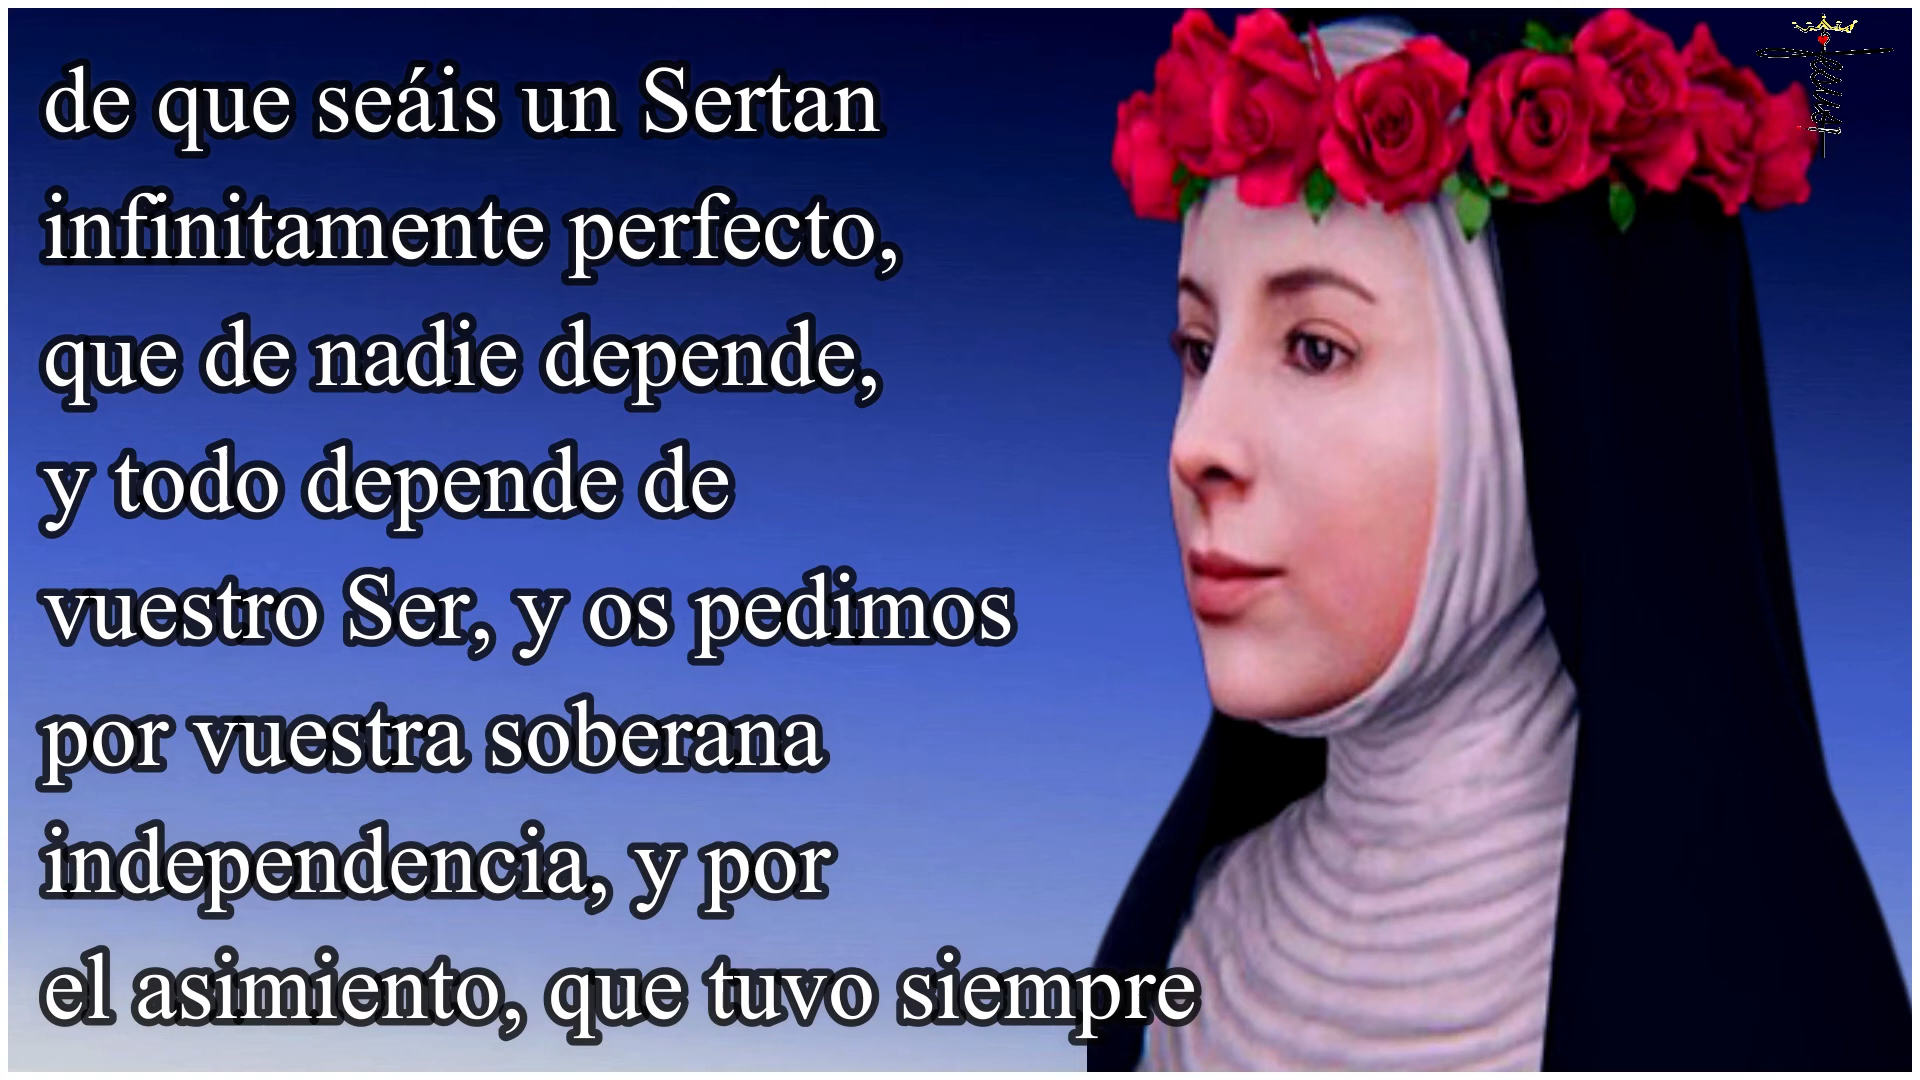 de que seáis un Sertan
infinitamente perfecto,
que de nadie depende,
y todo depende de
vuestro Ser, y os pedimos
por vuestra soberana
independencia, y por
el asimiento, que tuvo siempre